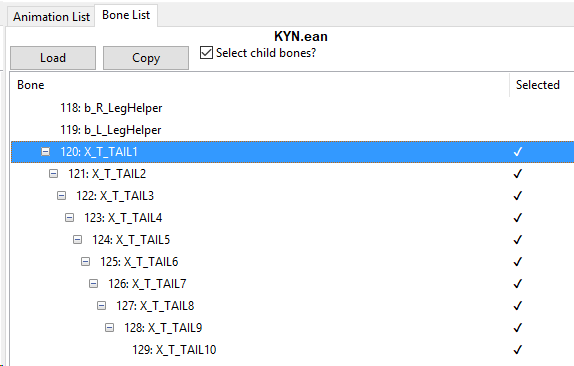 Animation List Bone List
KYN.ean
Load Copy ✓ Select child bones?
Bone Selected
118: b_R_LegHelper
119: b_L_LegHelper
120: X_T_TAIL1 ✓
121: X_T_TAIL2 ✓
122: X_T_TAIL3 ✓
123: X_T_TAIL4 ✓
124: X_T_TAIL5 ✓
125: X_T_TAIL6 ✓
126: X_T_TAIL7 ✓
127: X_T_TAIL8 ✓
128: X_T_TAIL9 ✓
129: X_T_TAIL10 ✓